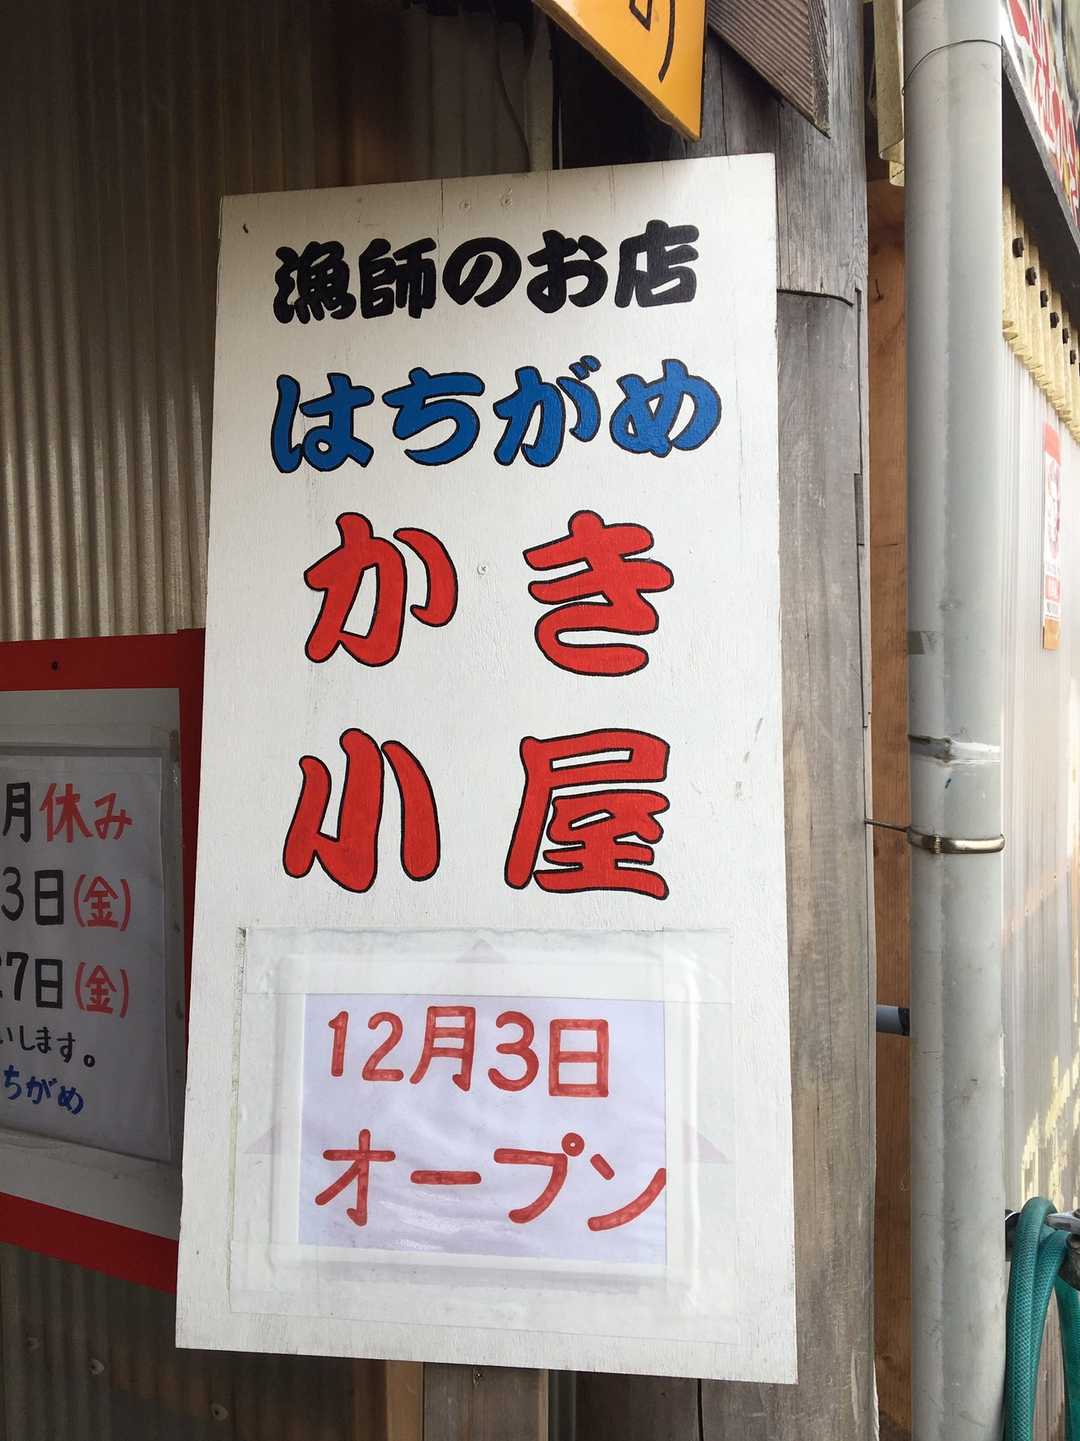 漁師のお店
はちがめ
かき
小屋
12月3日
オープン
月休み
3日(金)
27日(金)
いします。
ちがめ